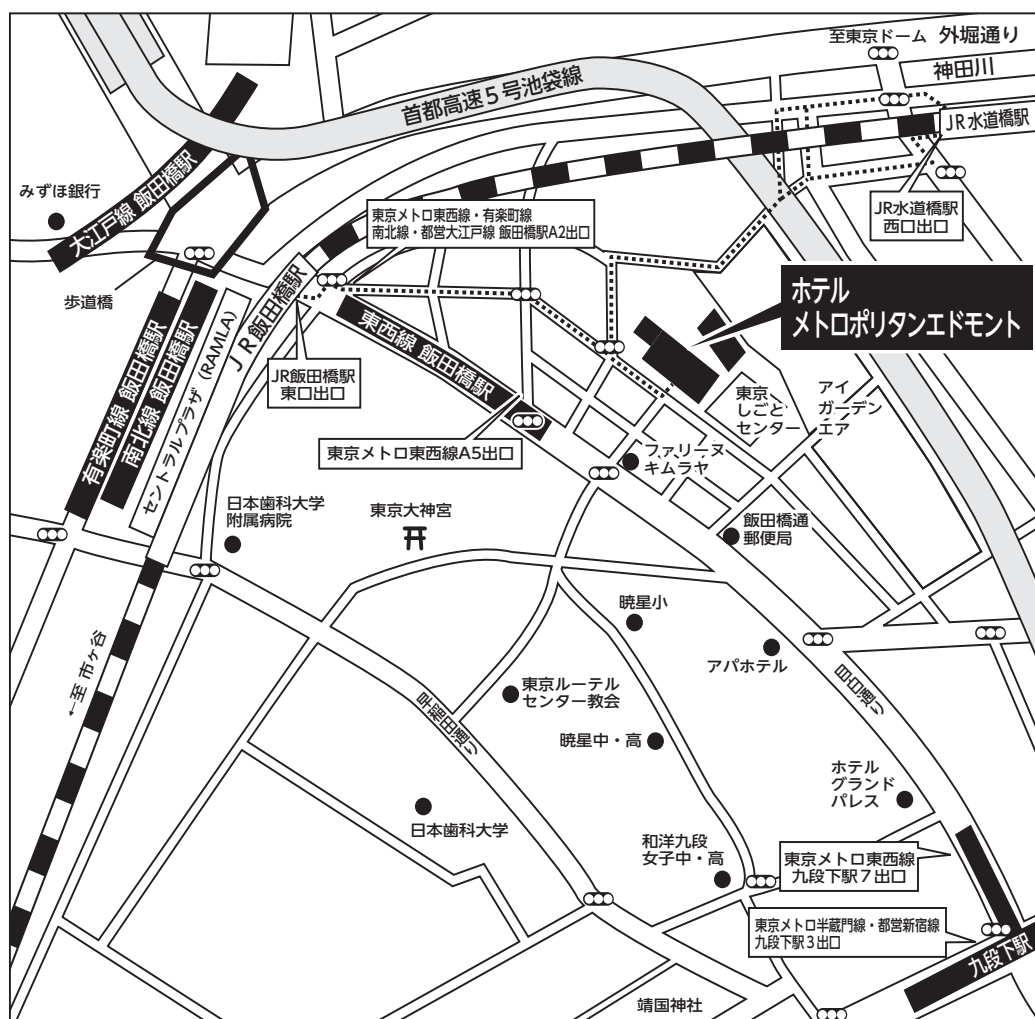 至東京ドーム 外堀通り
神田川
首都高速5号池袋線
JR水道橋駅
みずほ銀行
大江戸線 飯田橋駅
JR水道橋駅
西口出口
東京メトロ東西線・有楽町線
南北線・都営大江戸線 飯田橋駅A2出口
歩道橋
JR飯田橋駅
ホテル
メトロポリタンエドモント
東西線 飯田橋駅
有楽町線 飯田橋駅
南北線 飯田橋駅
セントラルプラザ (RAMLA)
JR飯田橋駅
東口出口
東京
しごと
センター
アイ
ガーデン
エア
東京メトロ東西線A5出口
ファリーヌ
キムラヤ
日本歯科大学
附属病院
東京大神宮
飯田橋通
郵便局
暁星小
アパホテル
←至 市ヶ谷
東京ルーテル
センター教会
早稲田通り
目白通り
暁星中・高
ホテル
グランド
パレス
日本歯科大学
和洋九段
女子中・高
東京メトロ東西線
九段下駅7出口
東京メトロ半蔵門線・都営新宿線
九段下駅3出口
九段下駅
靖国神社